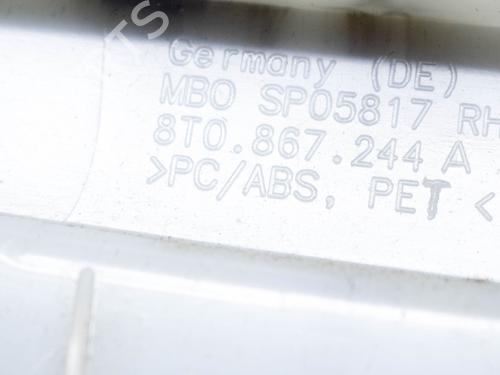 Germany (DE)
MBO SP05817 RH
8T0.867.244 A
>PC/ABS, PET <